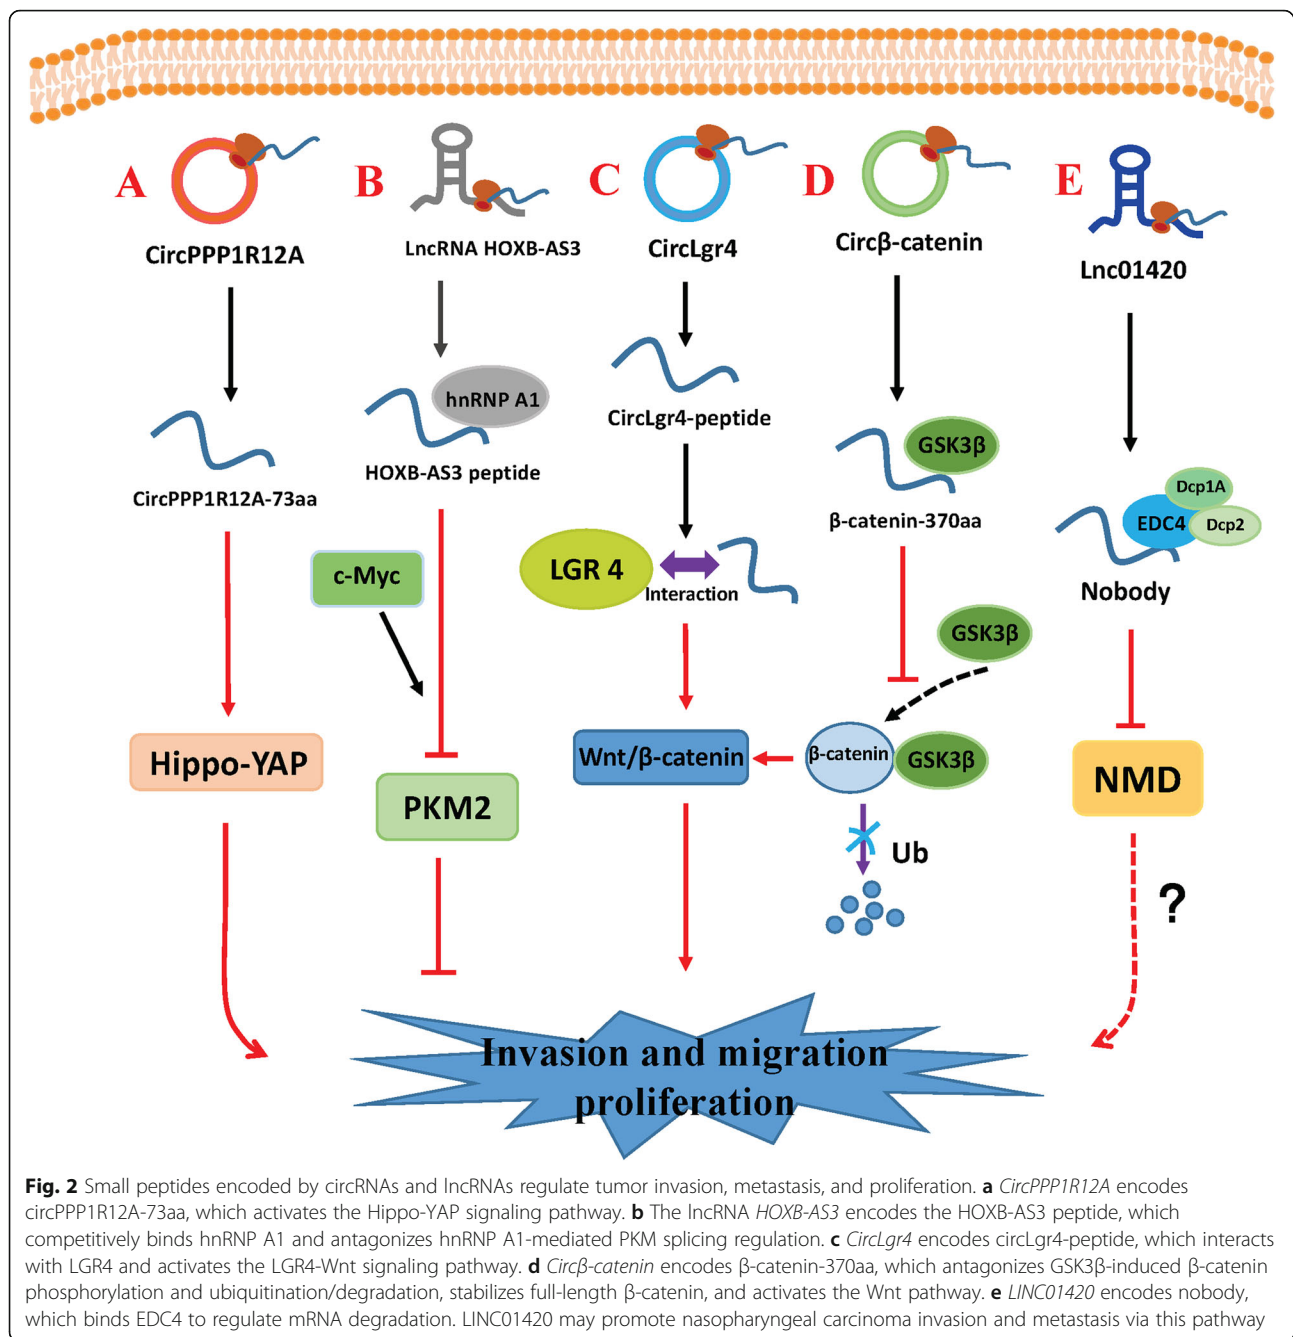 A
CircPPP1R12A
CircPPP1R12A-73aa
Hippo-YAP
B
LncRNA HOXB-AS3
hnRNP A1
HOXB-AS3 peptide
c-Myc
PKM2
C
CircLgr4
CircLgr4-peptide
LGR 4
Interaction
Wnt/β-catenin
D
Circβ-catenin
GSK3β
β-catenin-370aa
GSK3β
β-catenin
GSK3β
Ub
E
Lnc01420
Dcp1A
EDC4
Dcp2
Nobody
NMD
?
Invasion and migration
proliferation
Fig. 2 Small peptides encoded by circRNAs and lncRNAs regulate tumor invasion, metastasis, and proliferation. a CircPPP1R12A encodes
circPPP1R12A-73aa, which activates the Hippo-YAP signaling pathway. b The lncRNA HOXB-AS3 encodes the HOXB-AS3 peptide, which
competitively binds hnRNP A1 and antagonizes hnRNP A1-mediated PKM splicing regulation. c CircLgr4 encodes circLgr4-peptide, which interacts
with LGR4 and activates the LGR4-Wnt signaling pathway. d Circβ-catenin encodes β-catenin-370aa, which antagonizes GSK3β-induced β-catenin
phosphorylation and ubiquitination/degradation, stabilizes full-length β-catenin, and activates the Wnt pathway. e LINC01420 encodes nobody,
which binds EDC4 to regulate mRNA degradation. LINC01420 may promote nasopharyngeal carcinoma invasion and metastasis via this pathway